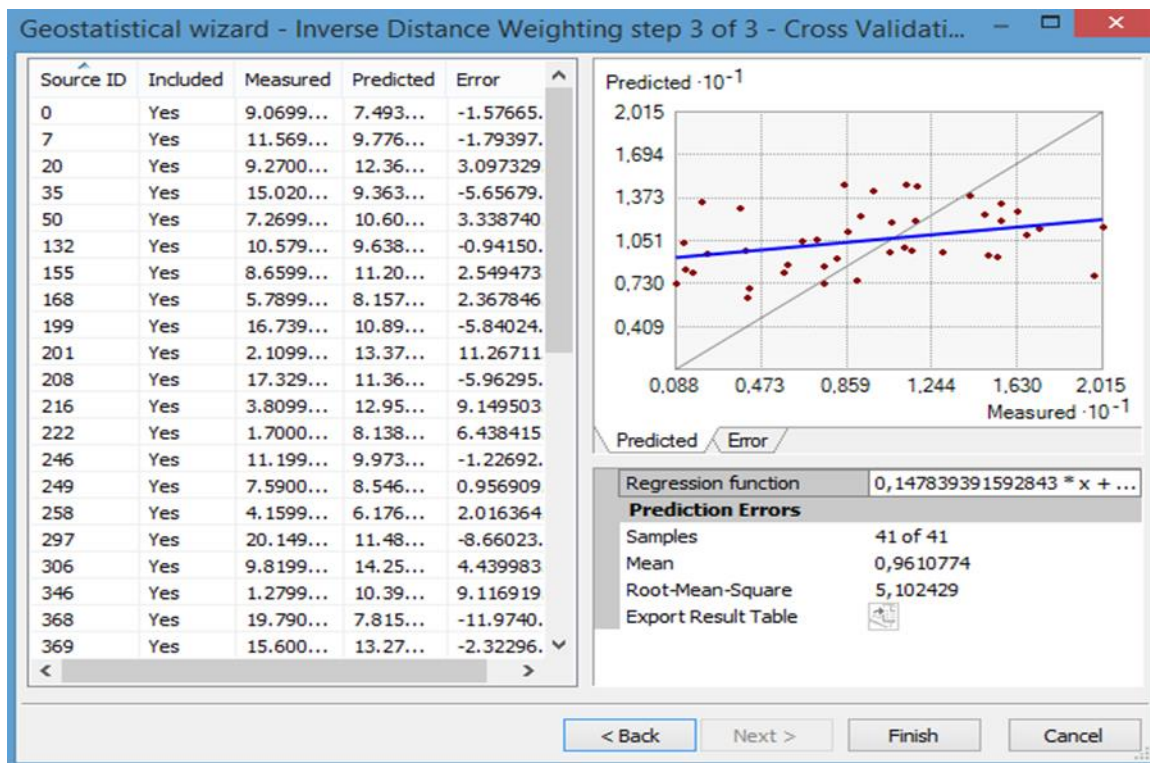 Geostatistical wizard - Inverse Distance Weighting step 3 of 3 - Cross Validati...
Source ID Included Measured Predicted Error
0 Yes 9.0699... 7.493... -1.57665.
7 Yes 11.569... 9.776... -1.79397.
20 Yes 9.2700... 12.36... 3.097329
35 Yes 15.020... 9.363... -5.65679.
50 Yes 7.2699... 10.60... 3.338740
132 Yes 10.579... 9.638... -0.94150.
155 Yes 8.6599... 11.20... 2.549473
168 Yes 5.7899... 8.157... 2.367846
199 Yes 16.739... 10.89... -5.84024.
201 Yes 2.1099... 13.37... 11.26711
208 Yes 17.329... 11.36... -5.96295.
216 Yes 3.8099... 12.95... 9.149503
222 Yes 1.7000... 8.138... 6.438415
246 Yes 11.199... 9.973... -1.22692.
249 Yes 7.5900... 8.546... 0.956909
258 Yes 4.1599... 6.176... 2.016364
297 Yes 20.149... 11.48... -8.66023.
306 Yes 9.8199... 14.25... 4.439983
346 Yes 1.2799... 10.39... 9.116919
368 Yes 19.790... 7.815... -11.9740.
369 Yes 15.600... 13.27... -2.32296.
Predicted ·10⁻¹
2,015
1,694
1,373
1,051
0,730
0,409
0,088 0,473 0,859 1,244 1,630 2,015
Measured ·10⁻¹
Predicted Error
Regression function 0,147839391592843 * x + ...
Prediction Errors
Samples 41 of 41
Mean 0,9610774
Root-Mean-Square 5,102429
Export Result Table
< Back Next > Finish Cancel